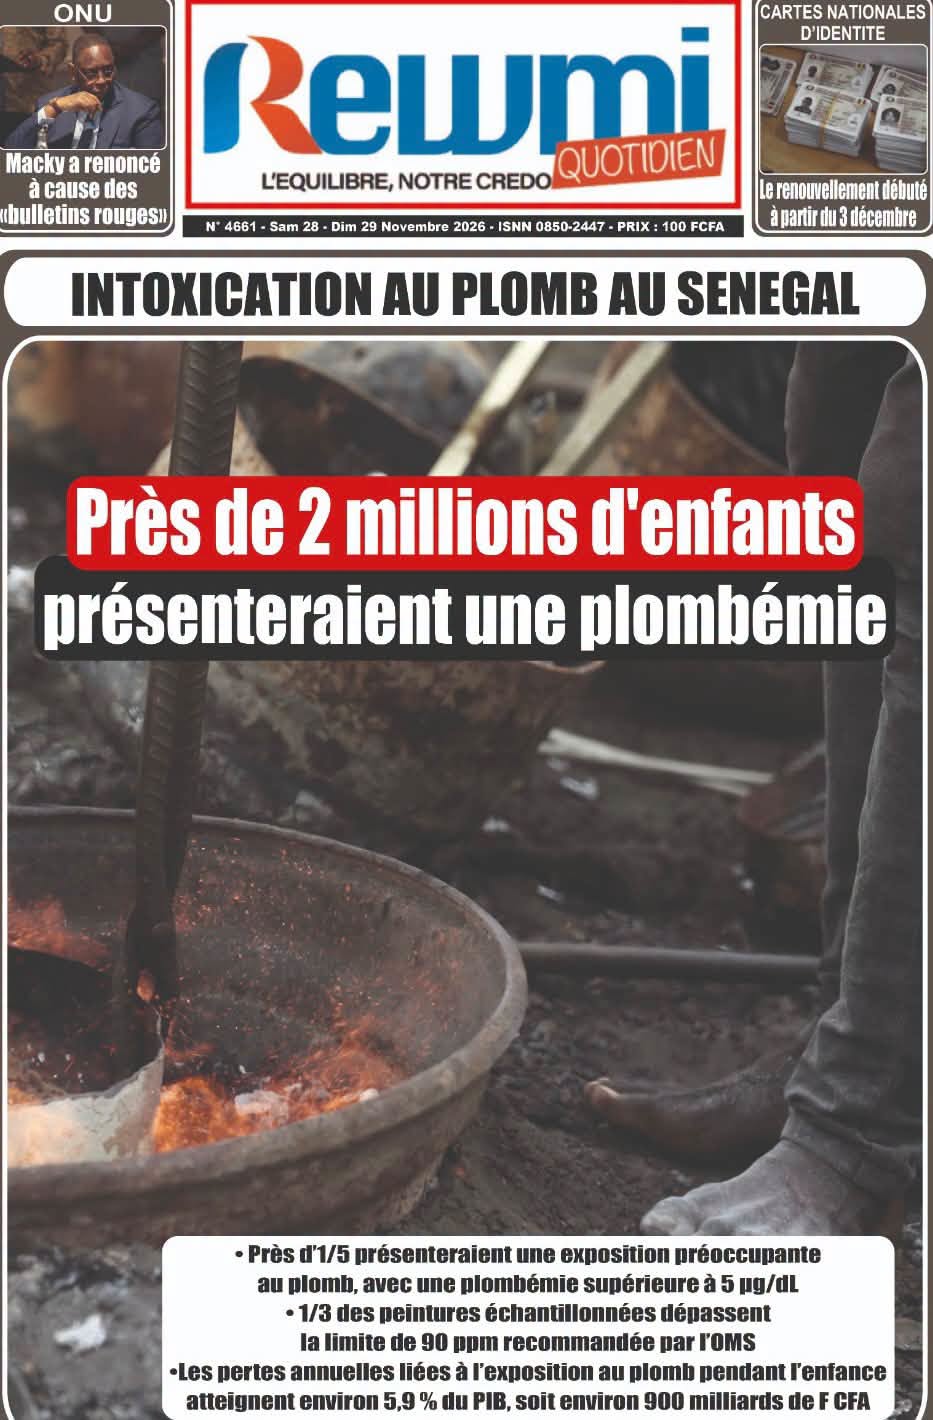 ONU
Macky a renoncé
à cause des
«bulletins rouges»
Rewmi
QUOTIDIEN
L'EQUILIBRE, NOTRE CREDO
N° 4661 - Sam 28 - Dim 29 Novembre 2026 - ISNN 0850-2447 - PRIX : 100 FCFA
CARTES NATIONALES
D'IDENTITE
Le renouvellement débuté
à partir du 3 décembre
INTOXICATION AU PLOMB AU SENEGAL
Près de 2 millions d'enfants
présenteraient une plombémie
• Près d'1/5 présenteraient une exposition préoccupante
au plomb, avec une plombémie supérieure à 5 µg/dL
• 1/3 des peintures échantillonnées dépassent
la limite de 90 ppm recommandée par l'OMS
•Les pertes annuelles liées à l'exposition au plomb pendant l'enfance
atteignent environ 5,9 % du PIB, soit environ 900 milliards de F CFA